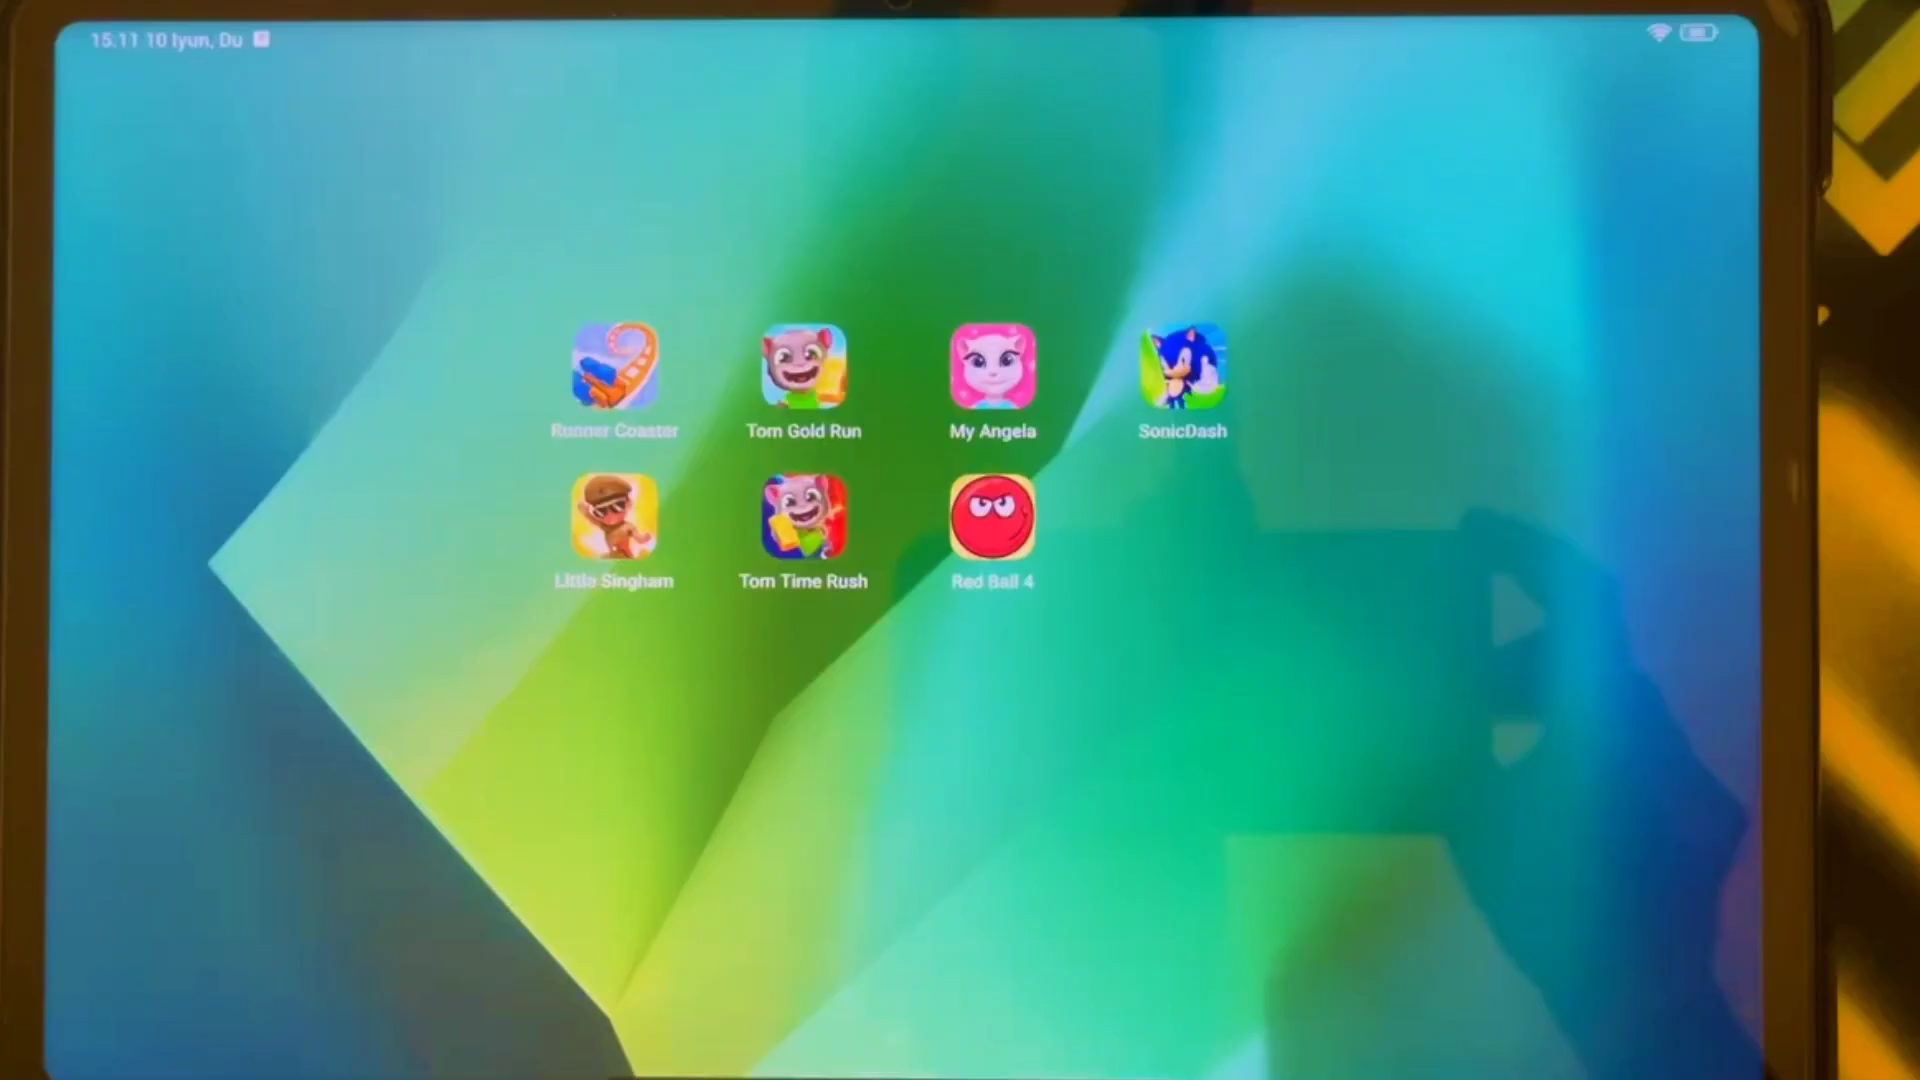 15:11 10 Iyun, Du
Runner Coaster
Tom Gold Run
My Angela
SonicDash
Little Singham
Tom Time Rush
Red Ball 4